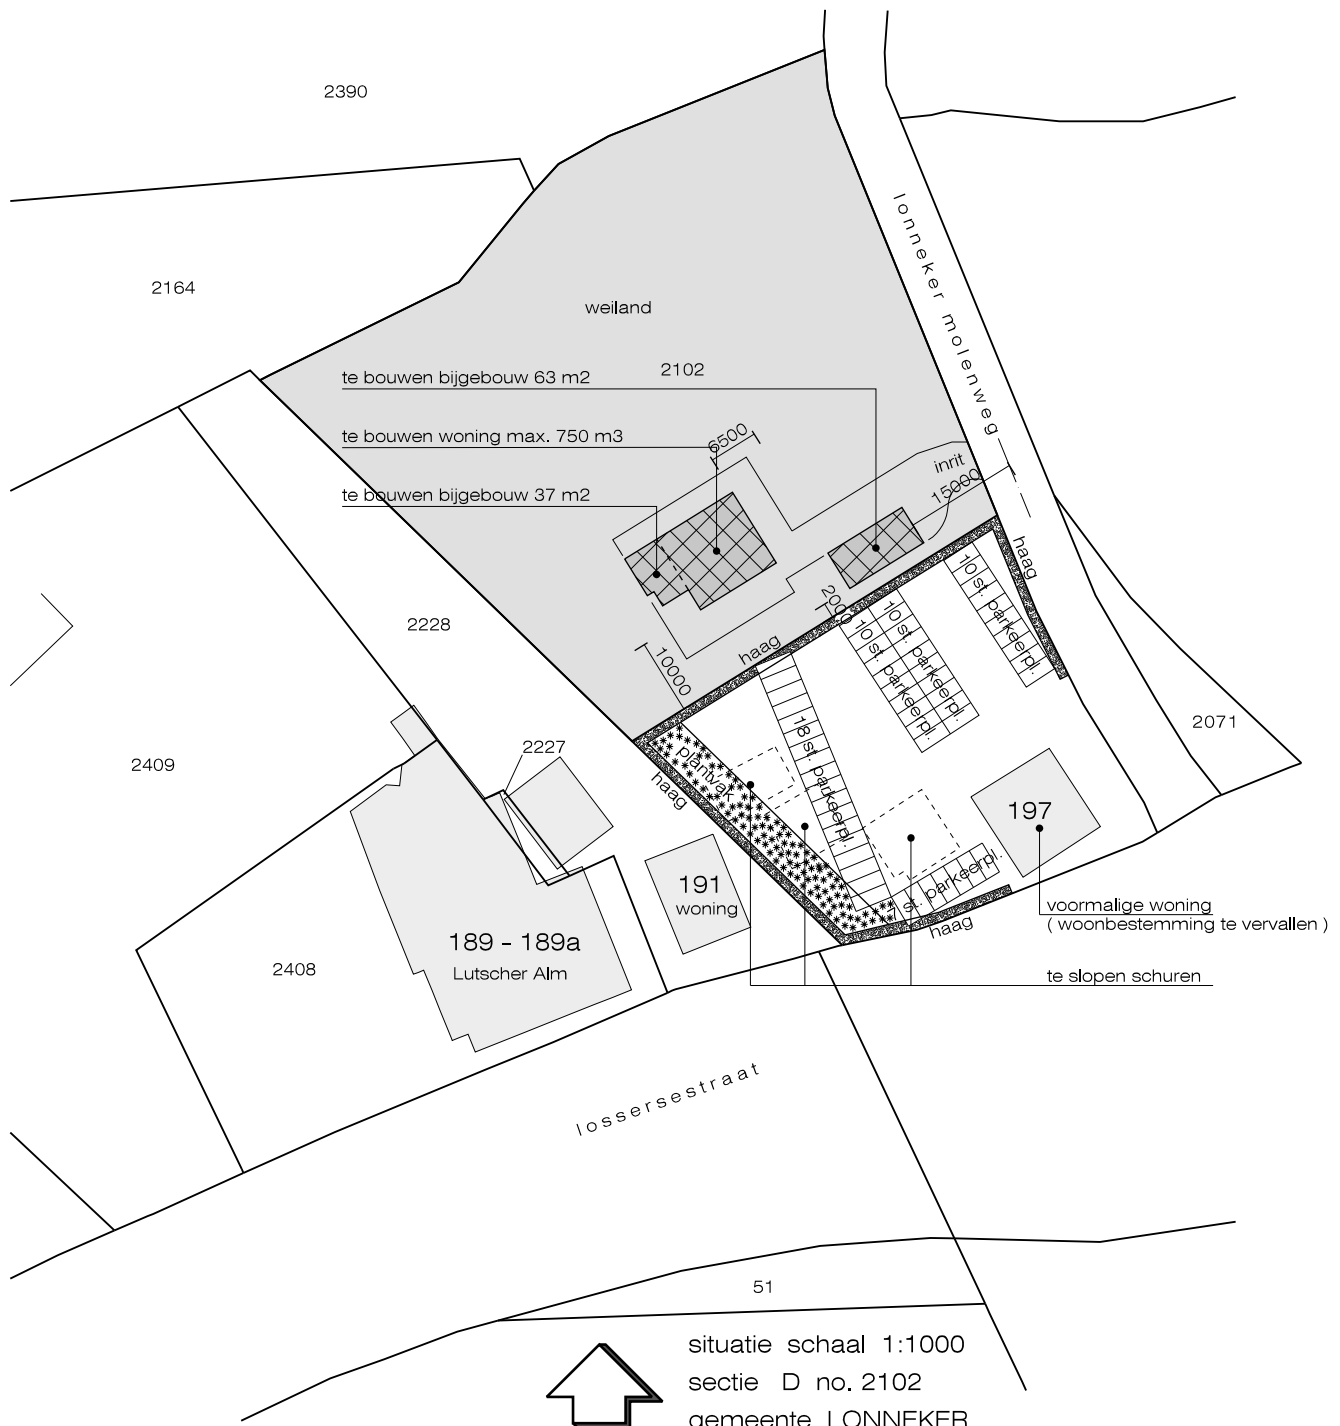 2390
2164
weiland
lonneker molenweg
2102
te bouwen bijgebouw 63 m2
te bouwen woning max. 750 m3
6500
inrit
te bouwen bijgebouw 37 m2
15000
haag
10 st. parkeerpl.
2000
10 st. parkeerpl.
10 st. parkeerpl.
2228
haag
10000
18 st. parkeerpl.
2071
2227
2409
plantvak
haag
197
191
woning
st. parkeerpl.
voormalige woning
( woonbestemming te vervallen )
haag
189 - 189a
Lutscher Alm
2408
te slopen schuren
lossersestraat
51
situatie schaal 1:1000
sectie D no. 2102
gemeente LONNEKER